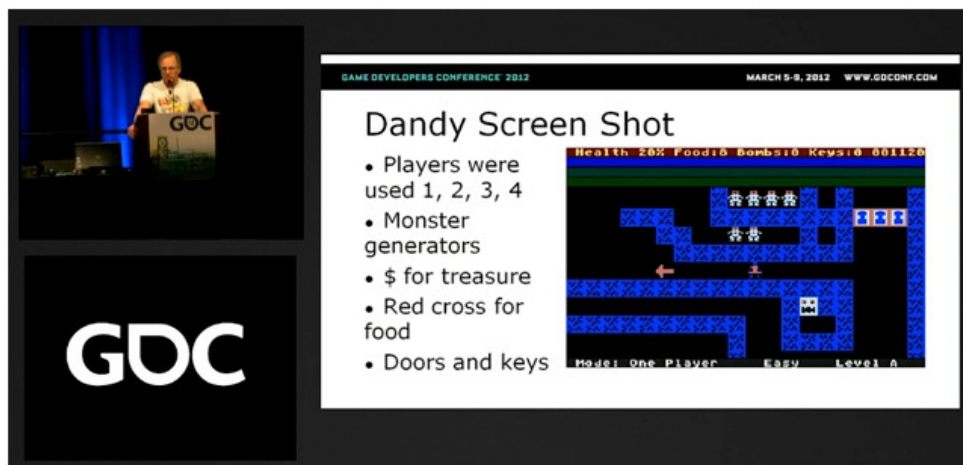 GDC
GDC
GAME DEVELOPERS CONFERENCE 2012
MARCH 5-9, 2012 WWW.GDCONF.COM
Dandy Screen Shot
• Players were
used 1, 2, 3, 4
• Monster
generators
• $ for treasure
• Red cross for
food
• Doors and keys
Health 20% Food:0 Bombs:0 Keys:0 001120
Mode: One Player Easy Level A